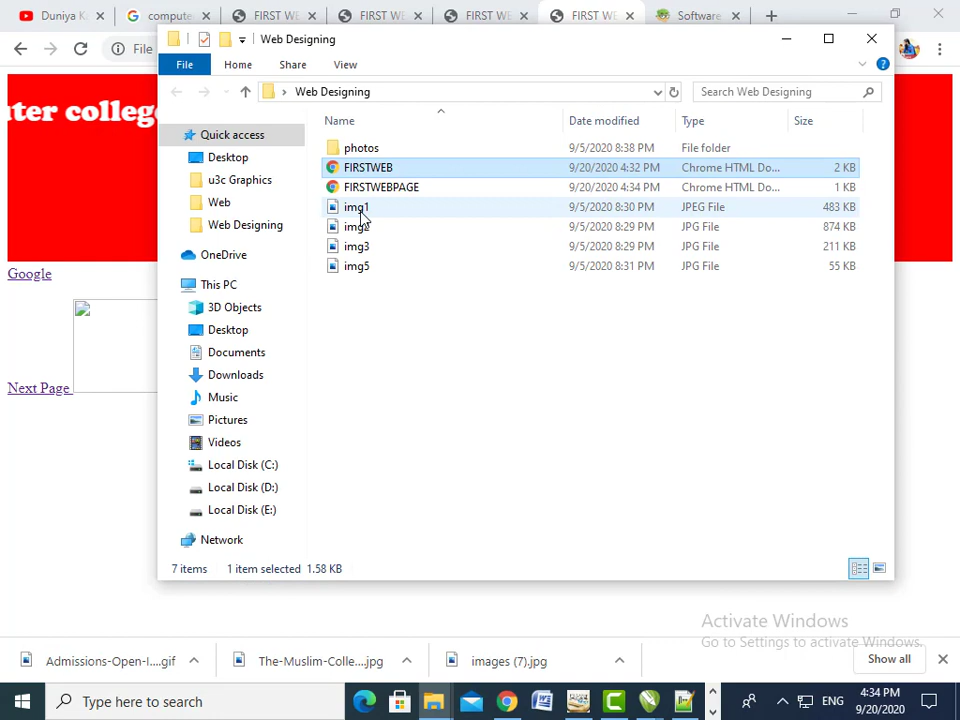 Duniya Ka
compute
FIRST WE
FIRST WE
FIRST WE
FIRST WE
Software
File
Web Designing
File Home Share View
Web Designing
Search Web Designing
uter colleg
Name Date modified Type Size
Quick access
Desktop
u3c Graphics
Web
Web Designing
OneDrive
This PC
3D Objects
Desktop
Documents
Downloads
Music
Pictures
Videos
Local Disk (C:)
Local Disk (D:)
Local Disk (E:)
Network
photos 9/5/2020 8:38 PM File folder
FIRSTWEB 9/20/2020 4:32 PM Chrome HTML Do... 2 KB
FIRSTWEBPAGE 9/20/2020 4:34 PM Chrome HTML Do... 1 KB
img1 9/5/2020 8:30 PM JPEG File 483 KB
img2 9/5/2020 8:29 PM JPG File 874 KB
img3 9/5/2020 8:29 PM JPG File 211 KB
img5 9/5/2020 8:31 PM JPG File 55 KB
7 items 1 item selected 1.58 KB
Google
Next Page
Activate Windows
Go to Settings to activate Windows.
Admissions-Open-I....gif
The-Muslim-Colle....jpg
images (7).jpg
Show all
Type here to search
ENG
4:34 PM
9/20/2020